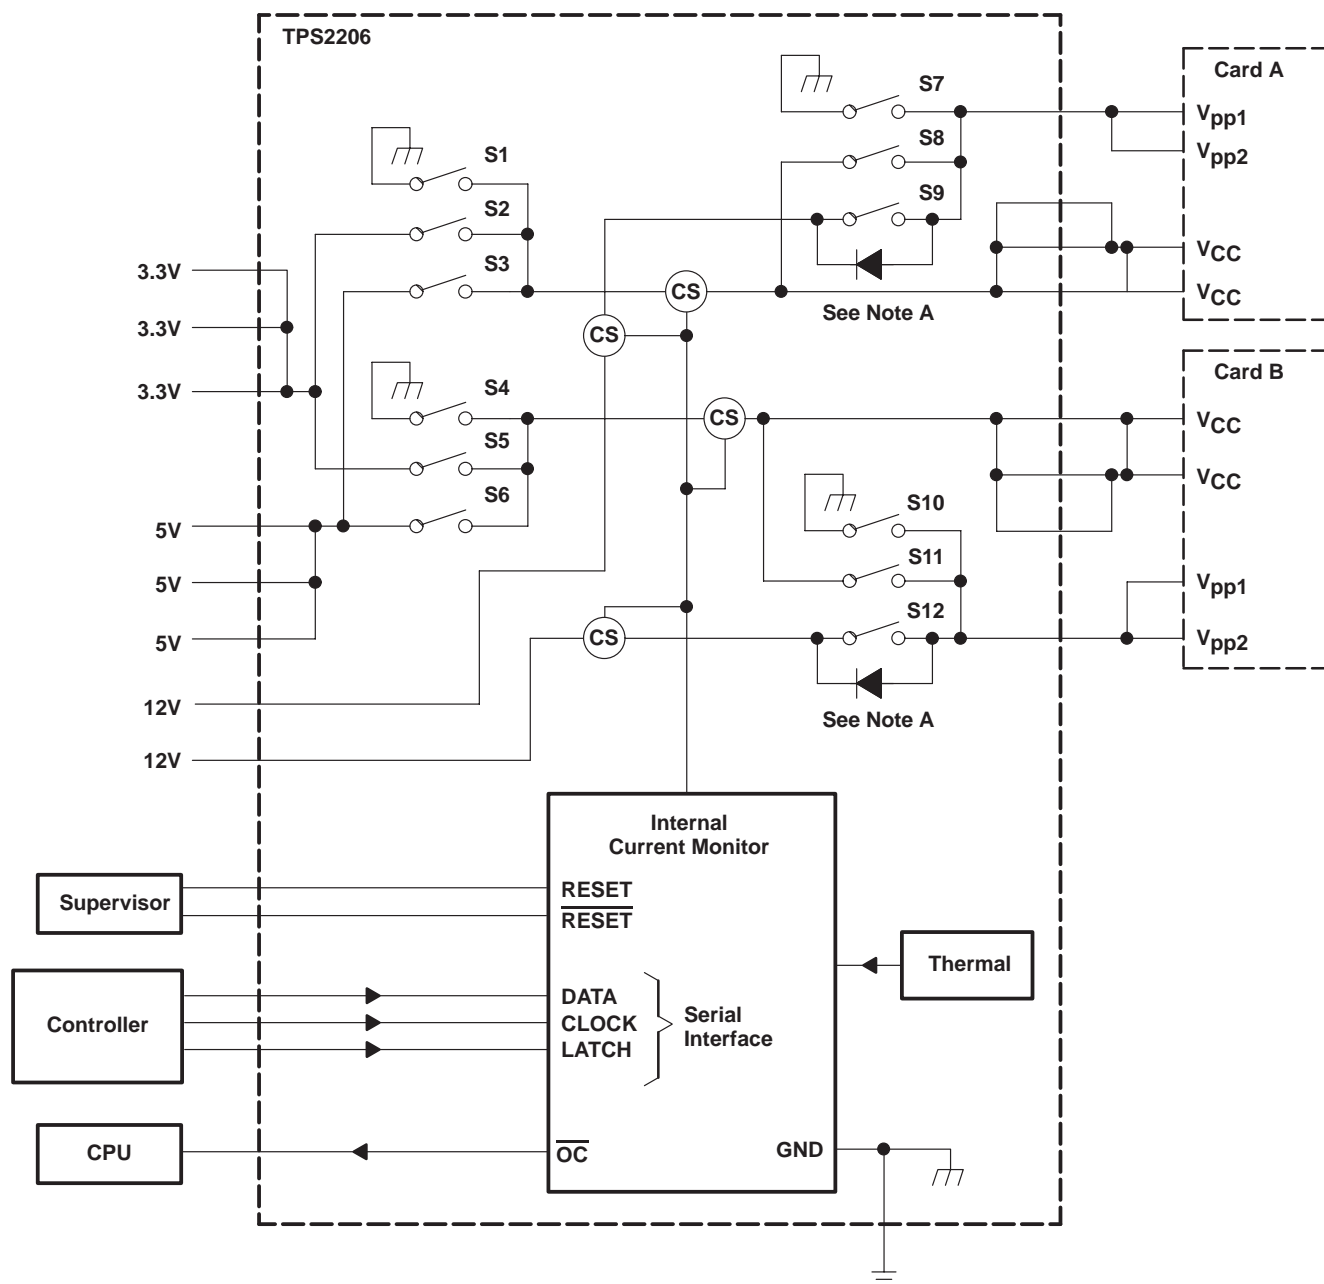 TPS2206
Card A
S7
Vpp1
S8
Vpp2
S1
S9
S2
VCC
S3
3.3V
CS
VCC
See Note A
3.3V
CS
Card B
3.3V
S4
CS
VCC
S5
VCC
S6
S10
5V
S11
5V
Vpp1
S12
5V
CS
Vpp2
12V
See Note A
12V
Internal
Current Monitor
Supervisor
RESET
RESET
Thermal
Controller
DATA
CLOCK
LATCH
Serial
Interface
CPU
OC
GND